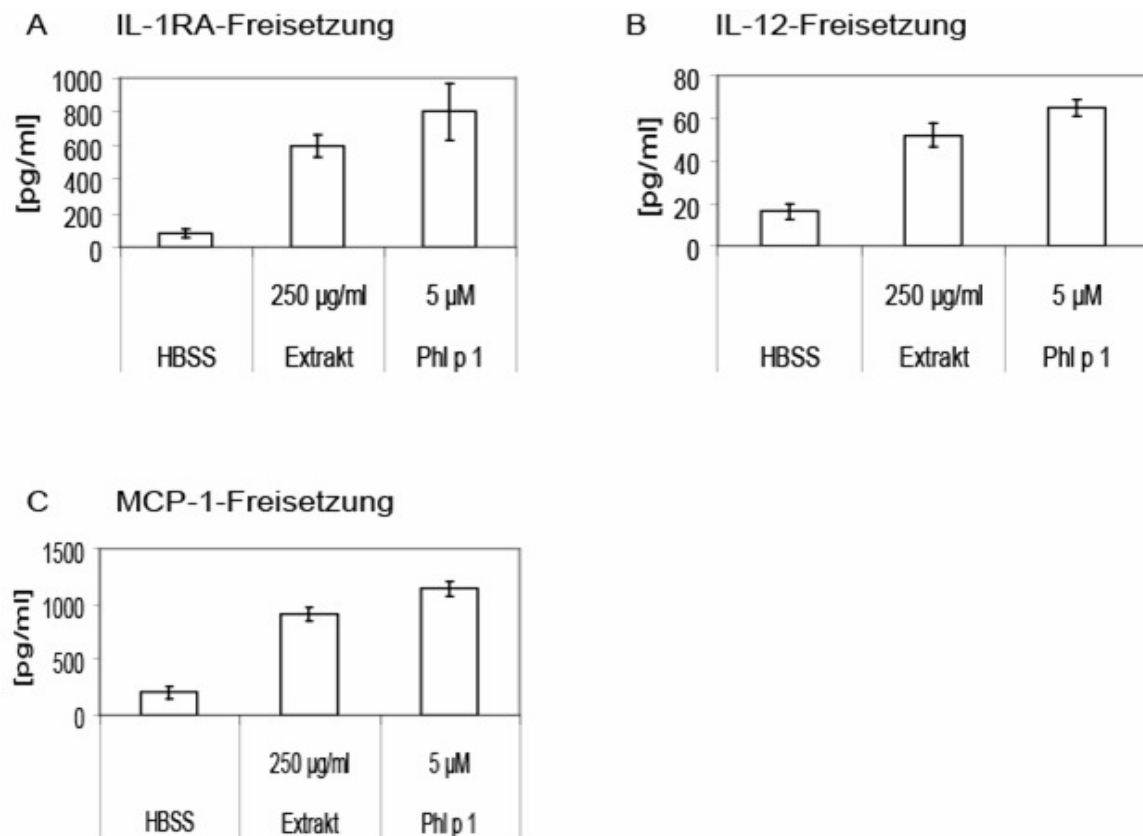 A IL-1RA-Freisetzung
[pg/ml]
1000
800
600
400
200
0
250 µg/ml 5 µM
HBSS Extrakt Phl p 1
B IL-12-Freisetzung
[pg/ml]
80
60
40
20
0
250 µg/ml 5 µM
HBSS Extrakt Phl p 1
C MCP-1-Freisetzung
[pg/ml]
1500
1000
500
0
250 µg/ml 5 µM
HBSS Extrakt Phl p 1